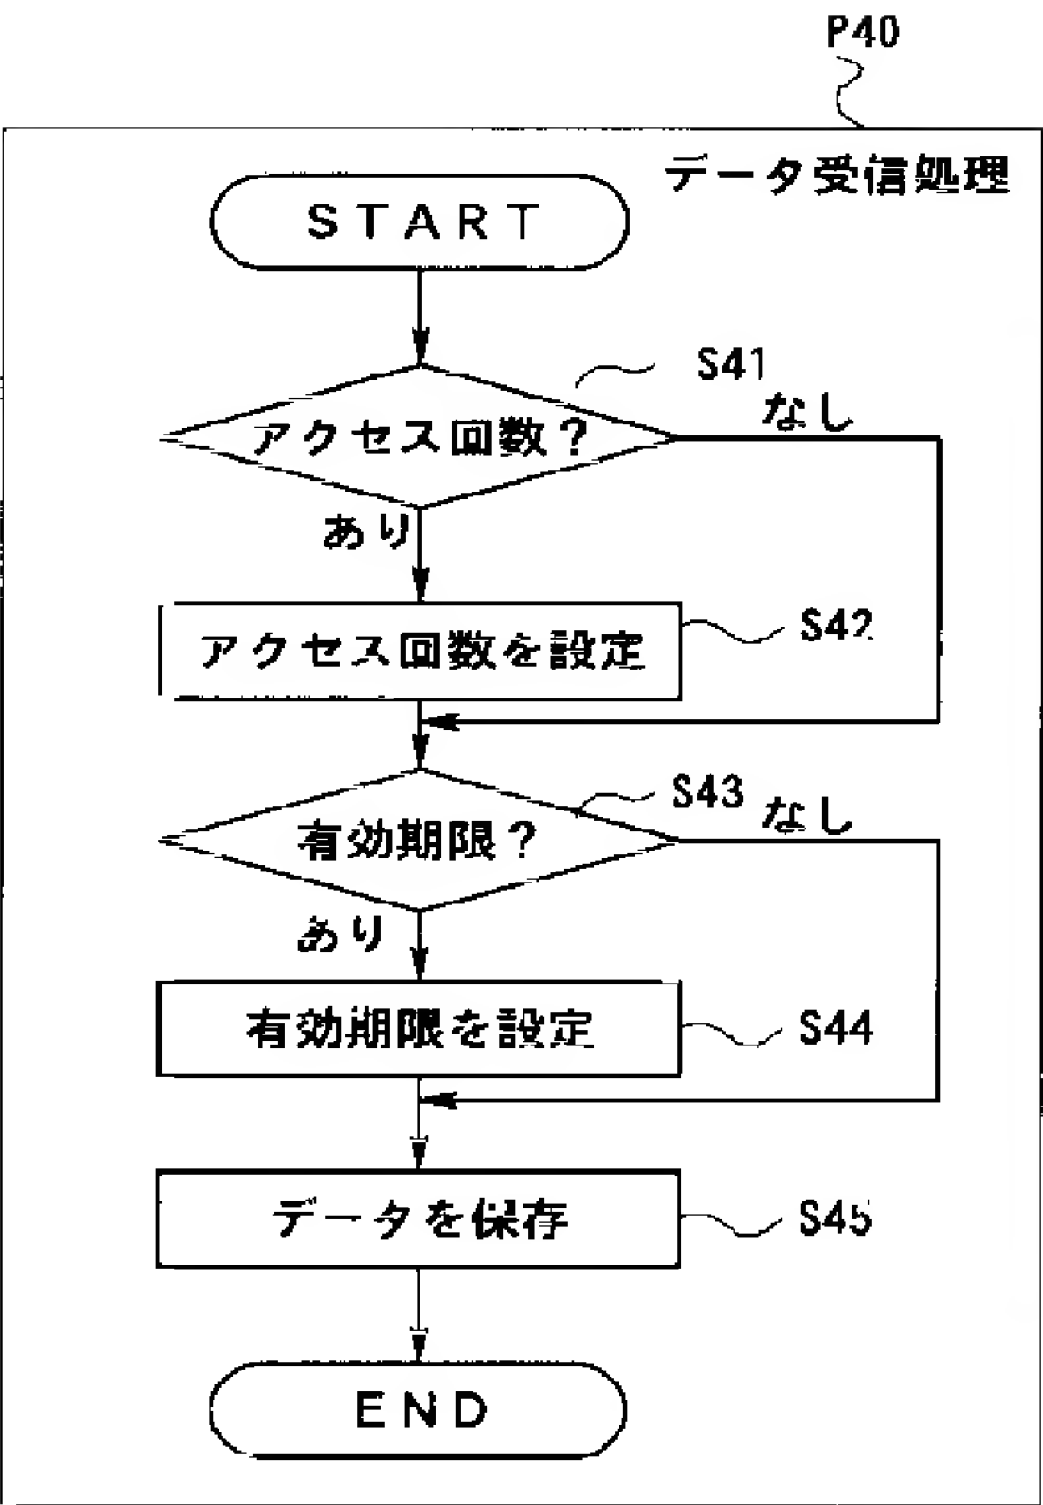 P40
データ受信処理
START
S41
アクセス回数?
なし
あり
アクセス回数を設定
S42
S43
有効期限?
なし
あり
有効期限を設定
S44
データを保存
S45
END